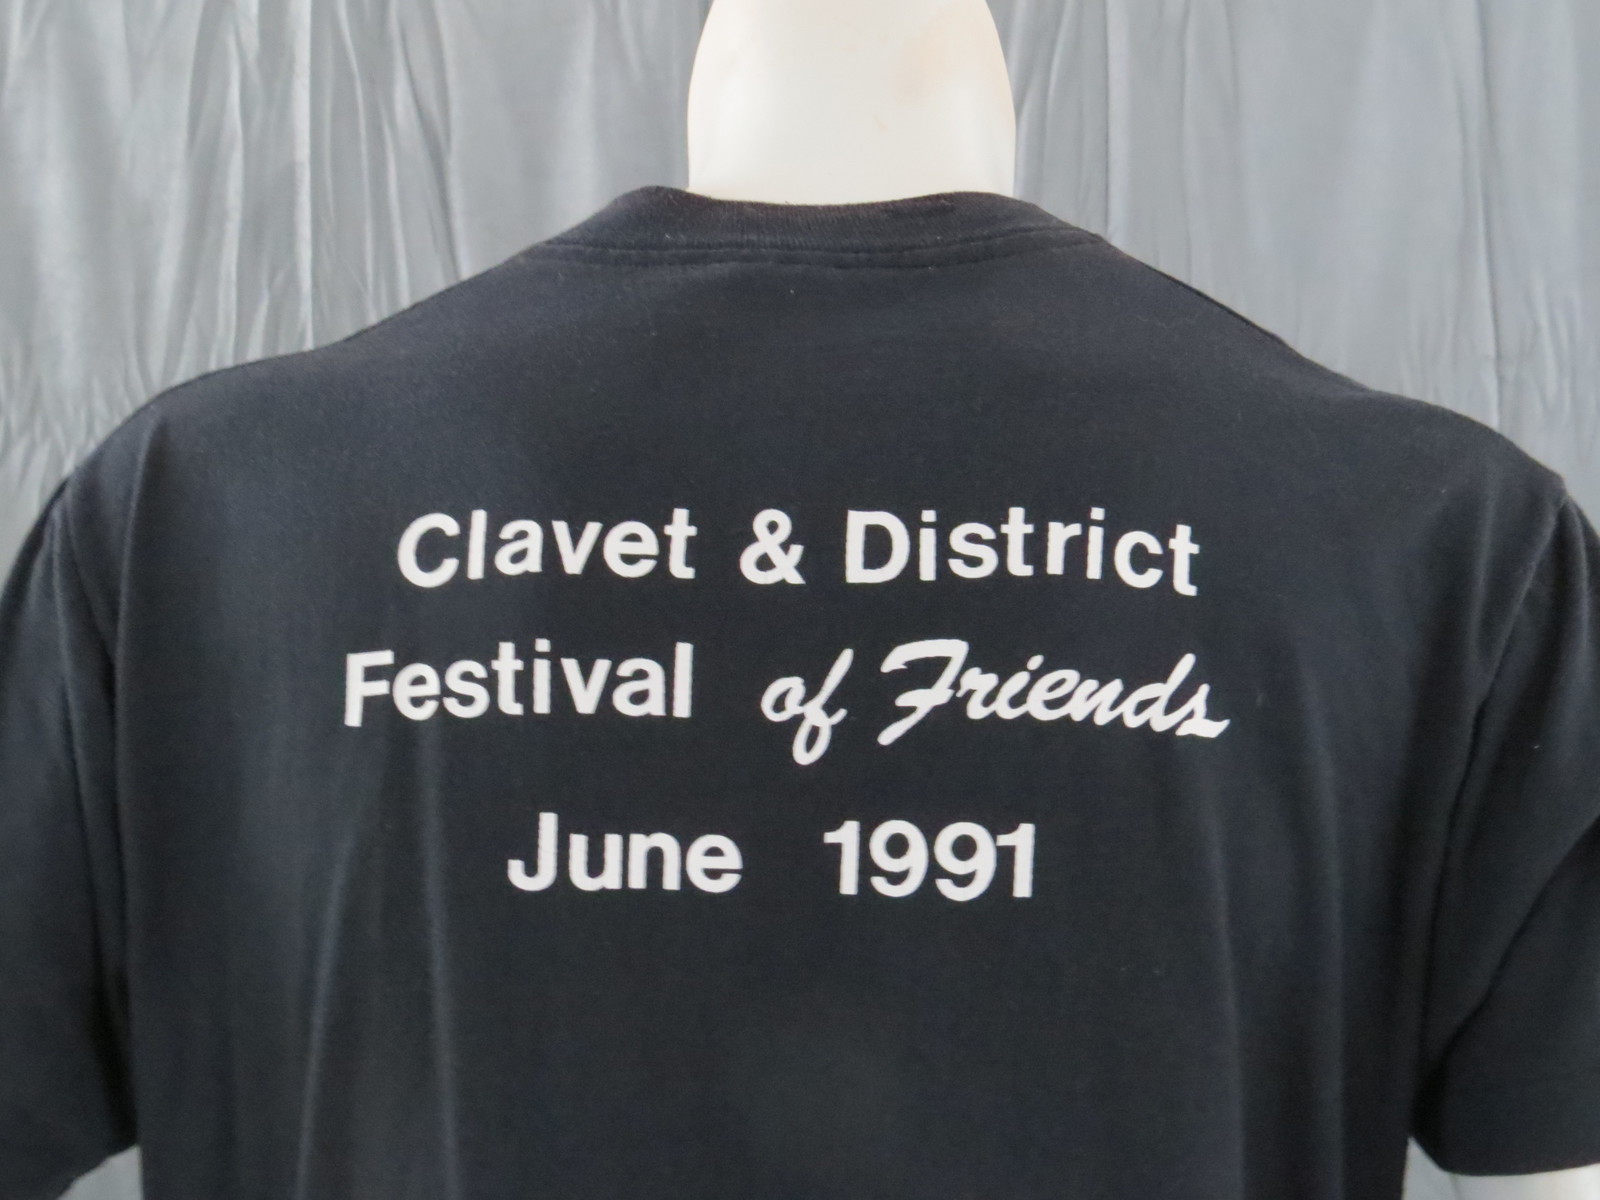 Clavet & District
Festival of Friends
June 1991